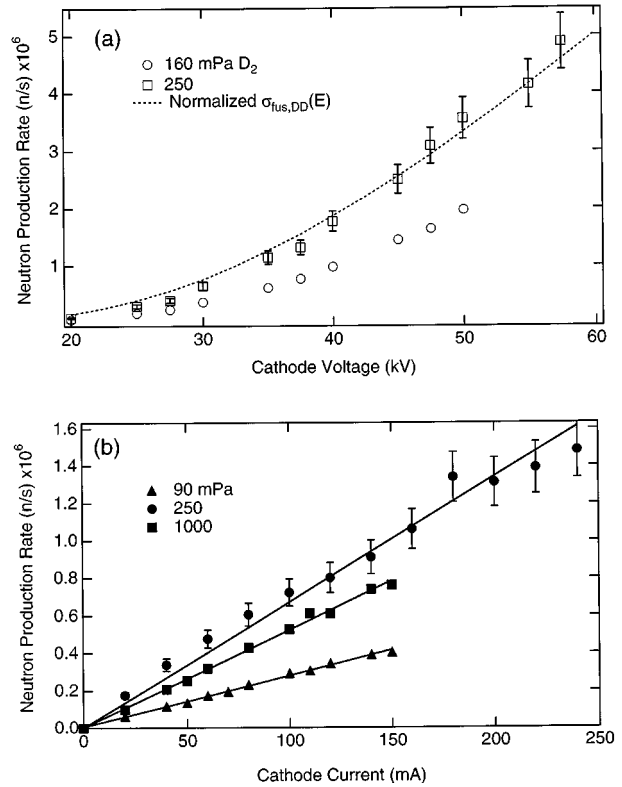 (a)
160 mPa D2
250
Normalized σfus,DD(E)
Neutron Production Rate (n/s) x10⁶
5
4
3
2
1
20 30 40 50 60
Cathode Voltage (kV)
(b)
90 mPa
250
1000
Neutron Production Rate (n/s) x10⁶
1.6
1.4
1.2
1.0
0.8
0.6
0.4
0.2
0.0
0 50 100 150 200 250
Cathode Current (mA)